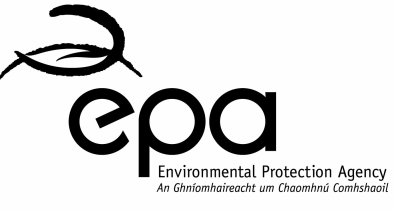 epa
Environmental Protection Agency
An Ghníomhaireacht um Chaomhnú Comhshaoil